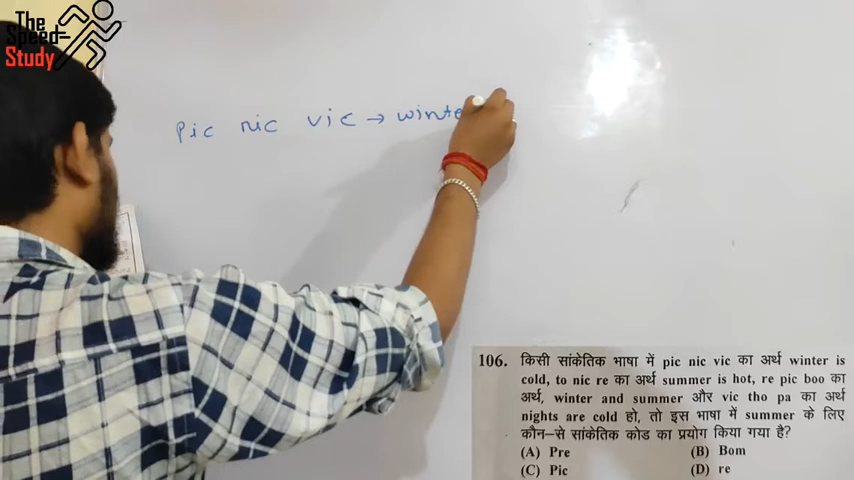 The
Speed
Study
pic nic vic → winte
106. किसी सांकेतिक भाषा में pic nic vic का अर्थ winter is
cold, to nic re का अर्थ summer is hot, re pic boo का
अर्थ, winter and summer और vic tho pa का अर्थ
nights are cold हो, तो इस भाषा में summer के लिए
कौन-से सांकेतिक कोड का प्रयोग किया गया है?
(A) Pre (B) Bom
(C) Pic (D) re